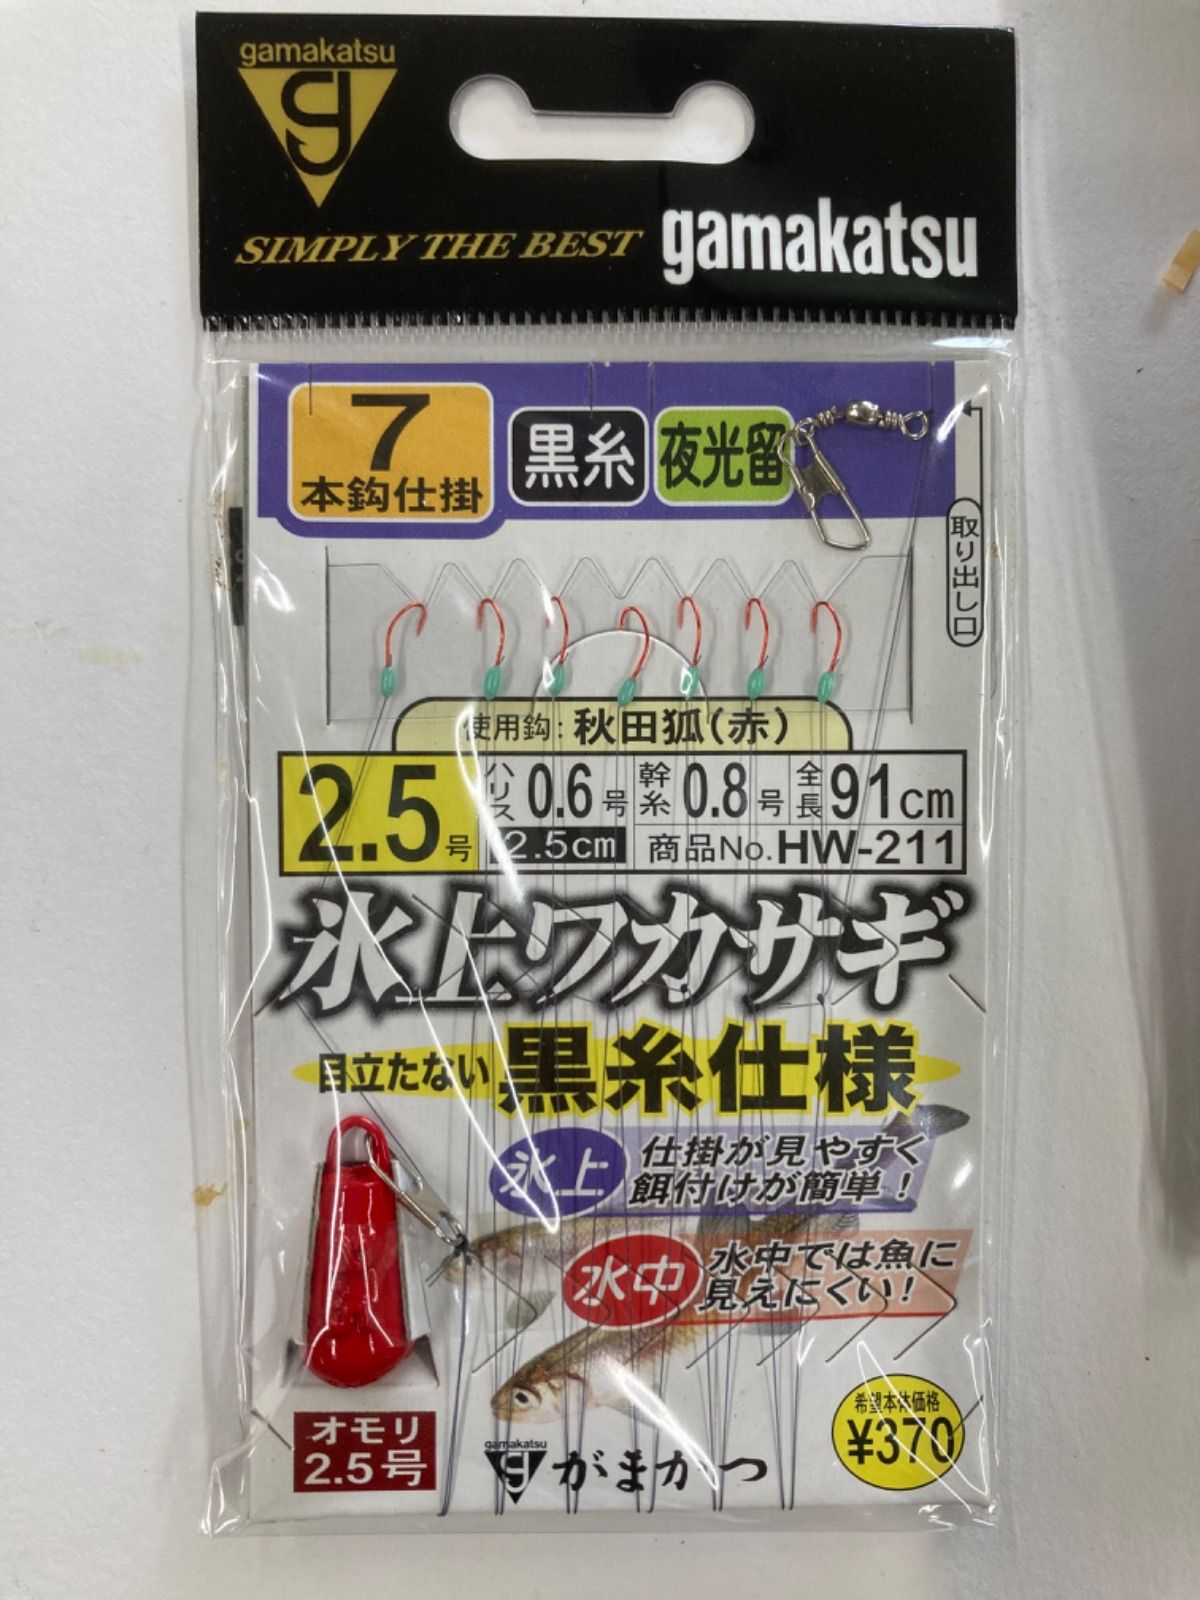 gamakatsu
SIMPLY THE BEST
gamakatsu
7
本鈎仕掛
黒糸
夜光留
取り出し口
使用鈎:秋田狐(赤)
2.5号
ハリス 0.6号
2.5cm
幹糸 0.8号
全長 91cm
商品No. HW-211
氷上ワカサギ
目立たない 黒糸仕様
氷上 仕掛が見やすく
餌付けが簡単!
水中 水中では魚に
見えにくい!
オモリ
2.5号
gamakatsu
がまかつ
希望本体価格
¥370